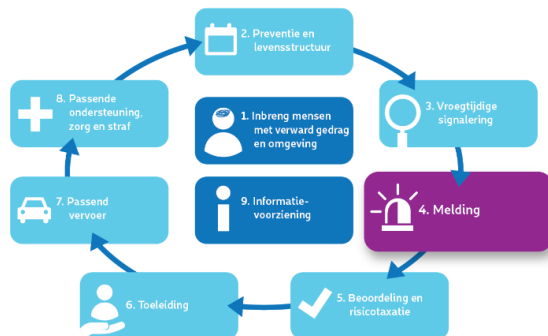 2. Preventie en
levensstructuur
8. Passende
ondersteuning,
zorg en straf
1. Inbreng mensen
met verward gedrag
en omgeving
3. Vroegtijdige
signalering
7. Passend
vervoer
9. Informatie-
voorziening
4. Melding
6. Toeleiding
5. Beoordeling en
risicotaxatie